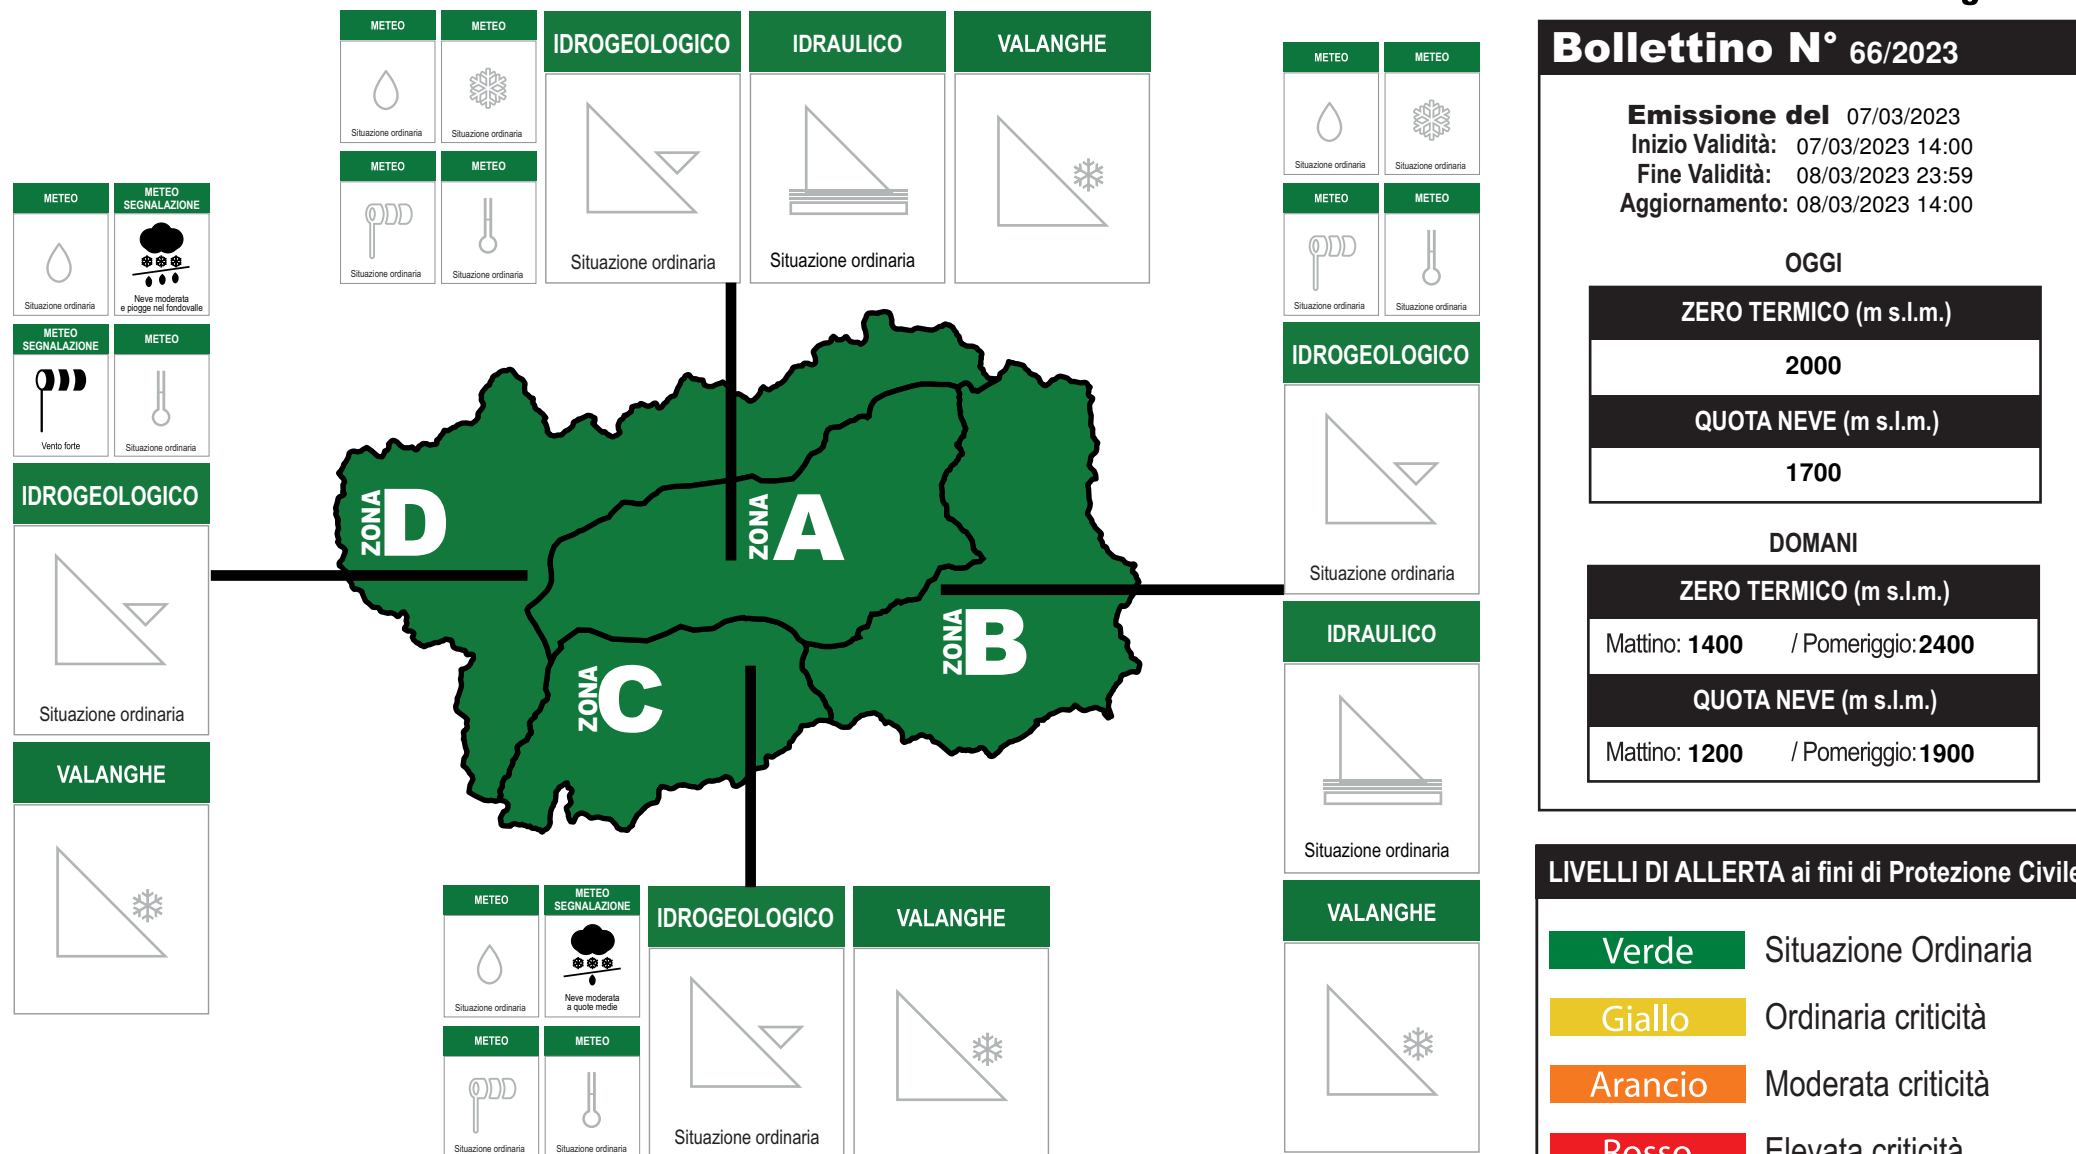 METEO
Situazione ordinaria
METEO
Situazione ordinaria
METEO
Situazione ordinaria
METEO
Situazione ordinaria
IDROGEOLOGICO
Situazione ordinaria
IDRAULICO
Situazione ordinaria
VALANGHE
METEO
Situazione ordinaria
METEO
SEGNALAZIONE
Neve moderata
e piogge nel fondovalle
METEO
SEGNALAZIONE
Vento forte
METEO
Situazione ordinaria
IDROGEOLOGICO
Situazione ordinaria
VALANGHE
ZONA D
ZONA A
ZONA B
ZONA C
METEO
Situazione ordinaria
METEO
Situazione ordinaria
METEO
Situazione ordinaria
METEO
Situazione ordinaria
IDROGEOLOGICO
Situazione ordinaria
IDRAULICO
Situazione ordinaria
VALANGHE
METEO
Situazione ordinaria
METEO
SEGNALAZIONE
Neve moderata
a quote medie
METEO
Situazione ordinaria
METEO
Situazione ordinaria
IDROGEOLOGICO
Situazione ordinaria
VALANGHE
Bollettino N° 66/2023
Emissione del 07/03/2023
Inizio Validità: 07/03/2023 14:00
Fine Validità: 08/03/2023 23:59
Aggiornamento: 08/03/2023 14:00
OGGI
ZERO TERMICO (m s.l.m.)
2000
QUOTA NEVE (m s.l.m.)
1700
DOMANI
ZERO TERMICO (m s.l.m.)
Mattino: 1400 / Pomeriggio: 2400
QUOTA NEVE (m s.l.m.)
Mattino: 1200 / Pomeriggio: 1900
LIVELLI DI ALLERTA ai fini di Protezione Civile
Verde Situazione Ordinaria
Giallo Ordinaria criticità
Arancio Moderata criticità
Rosso Elevata criticità